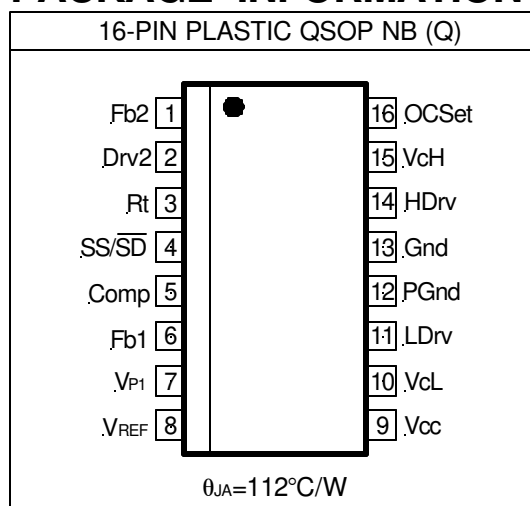 16-PIN PLASTIC QSOP NB (Q)
Fb2 1 16 OCSet
Drv2 2 15 VcH
Rt 3 14 HDrv
SS/S̅D̅ 4 13 Gnd
Comp 5 12 PGnd
Fb1 6 11 LDrv
VP1 7 10 VcL
VREF 8 9 Vcc
θJA=112°C/W